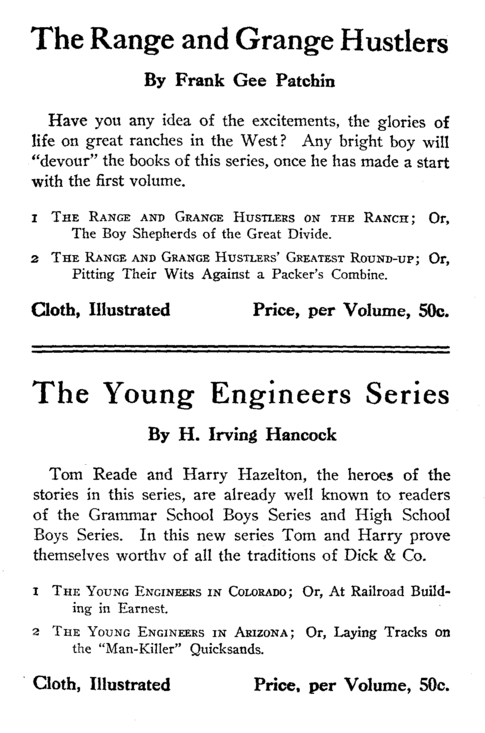 The Range and Grange Hustlers
By Frank Gee Patchin
Have you any idea of the excitements, the glories of
life on great ranches in the West? Any bright boy will
“devour” the books of this series, once he has made a start
with the first volume.
1 The Range and Grange Hustlers on the Ranch; Or,
The Boy Shepherds of the Great Divide.
2 The Range and Grange Hustlers’ Greatest Round-up; Or,
Pitting Their Wits Against a Packer’s Combine.
Cloth, Illustrated Price, per Volume, 50c.
The Young Engineers Series
By H. Irving Hancock
Tom Reade and Harry Hazelton, the heroes of the
stories in this series, are already well known to readers
of the Grammar School Boys Series and High School
Boys Series. In this new series Tom and Harry prove
themselves worthy of all the traditions of Dick & Co.
1 The Young Engineers in Colorado; Or, At Railroad Build-
ing in Earnest.
2 The Young Engineers in Arizona; Or, Laying Tracks on
the “Man-Killer” Quicksands.
Cloth, Illustrated Price, per Volume, 50c.